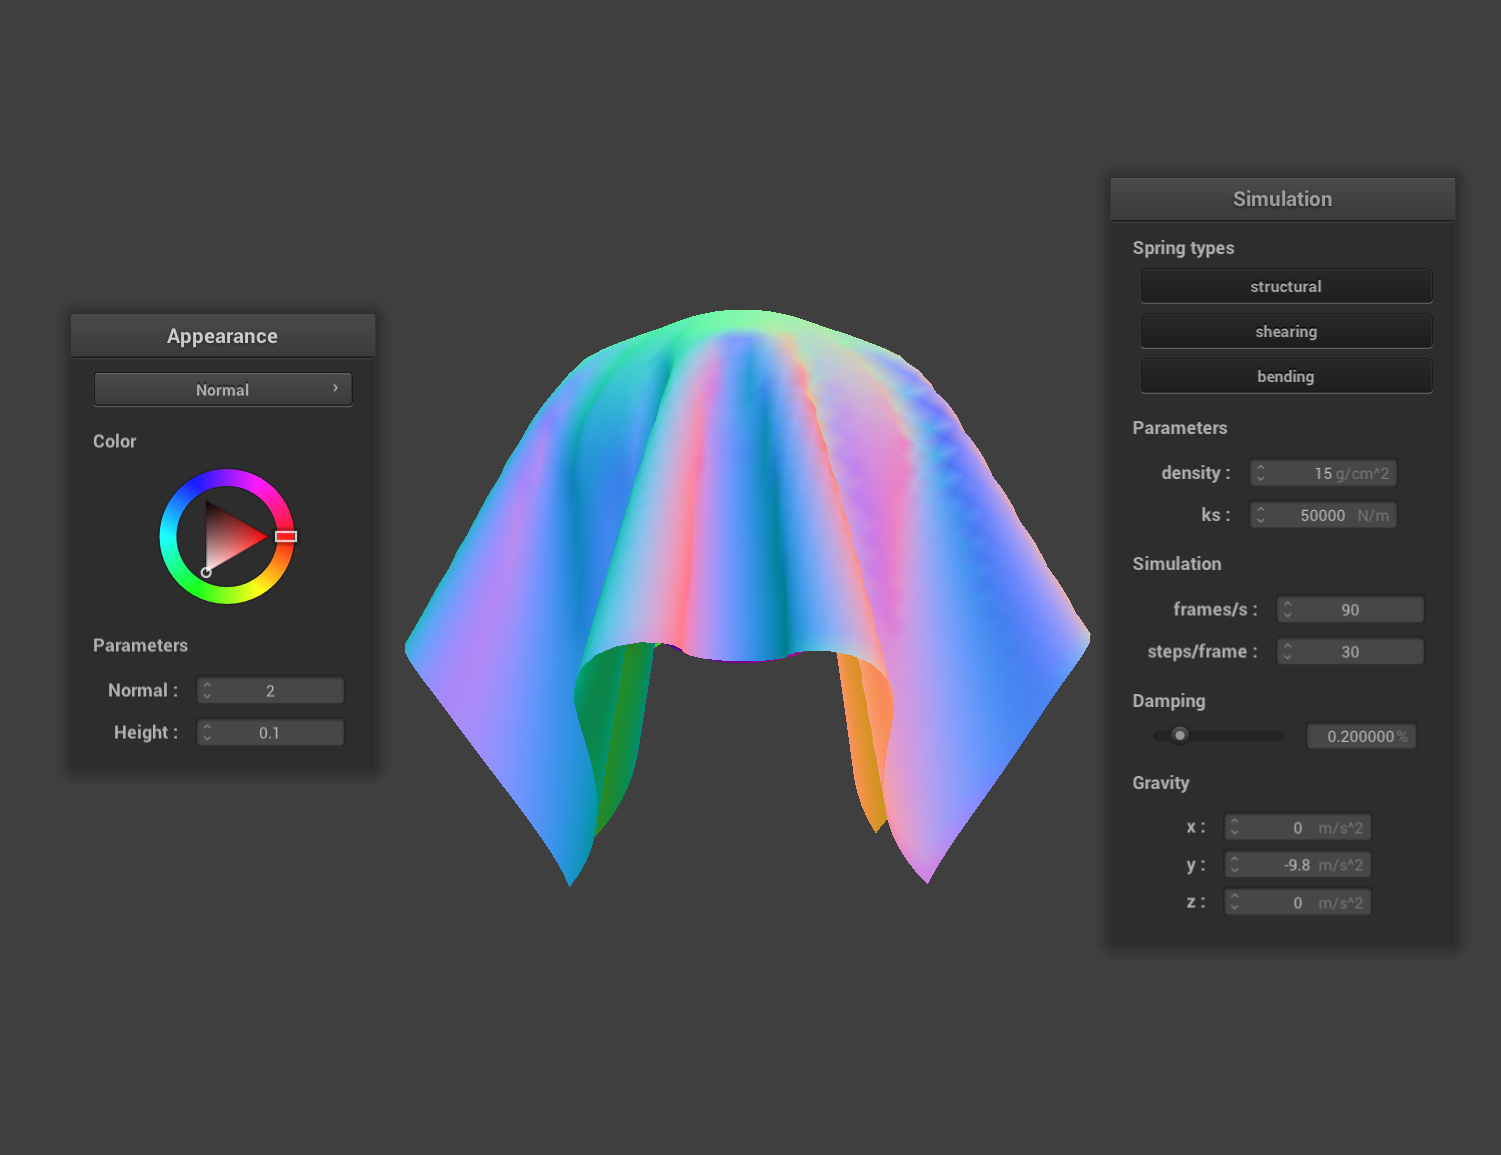 Appearance
Normal
Color
Parameters
Normal : 2
Height : 0.1
Simulation
Spring types
structural
shearing
bending
Parameters
density : 15 g/cm^2
ks : 50000 N/m
Simulation
frames/s : 90
steps/frame : 30
Damping
0.200000 %
Gravity
x : 0 m/s^2
y : -9.8 m/s^2
z : 0 m/s^2